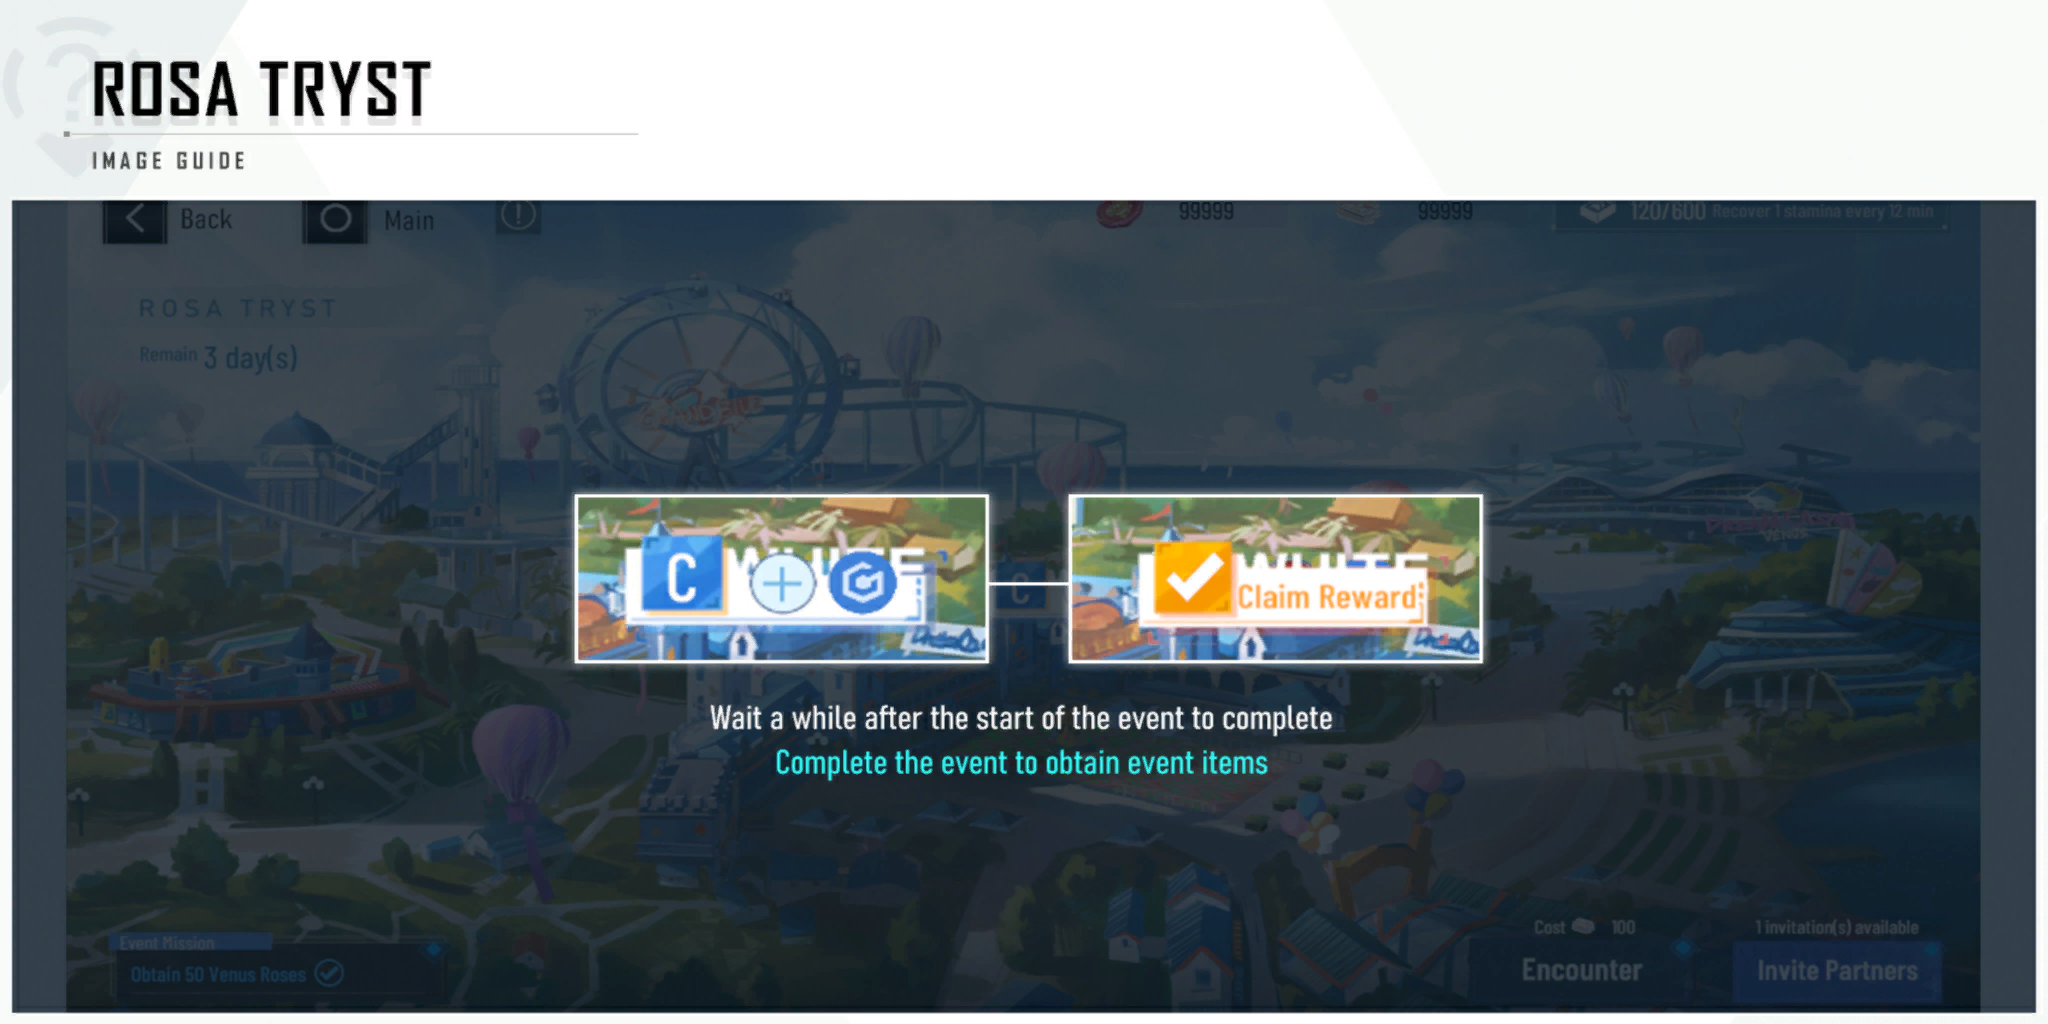 ROSA TRYST
IMAGE GUIDE
Back
Main
99999
99999
120/600 Recover 1 stamina every 12 min
ROSA TRYST
Remain 3 day(s)
C
C
Claim Reward
Wait a while after the start of the event to complete
Complete the event to obtain event items
Event Mission
Obtain 50 Venus Roses
Cost 100
Encounter
1 invitation(s) available
Invite Partners